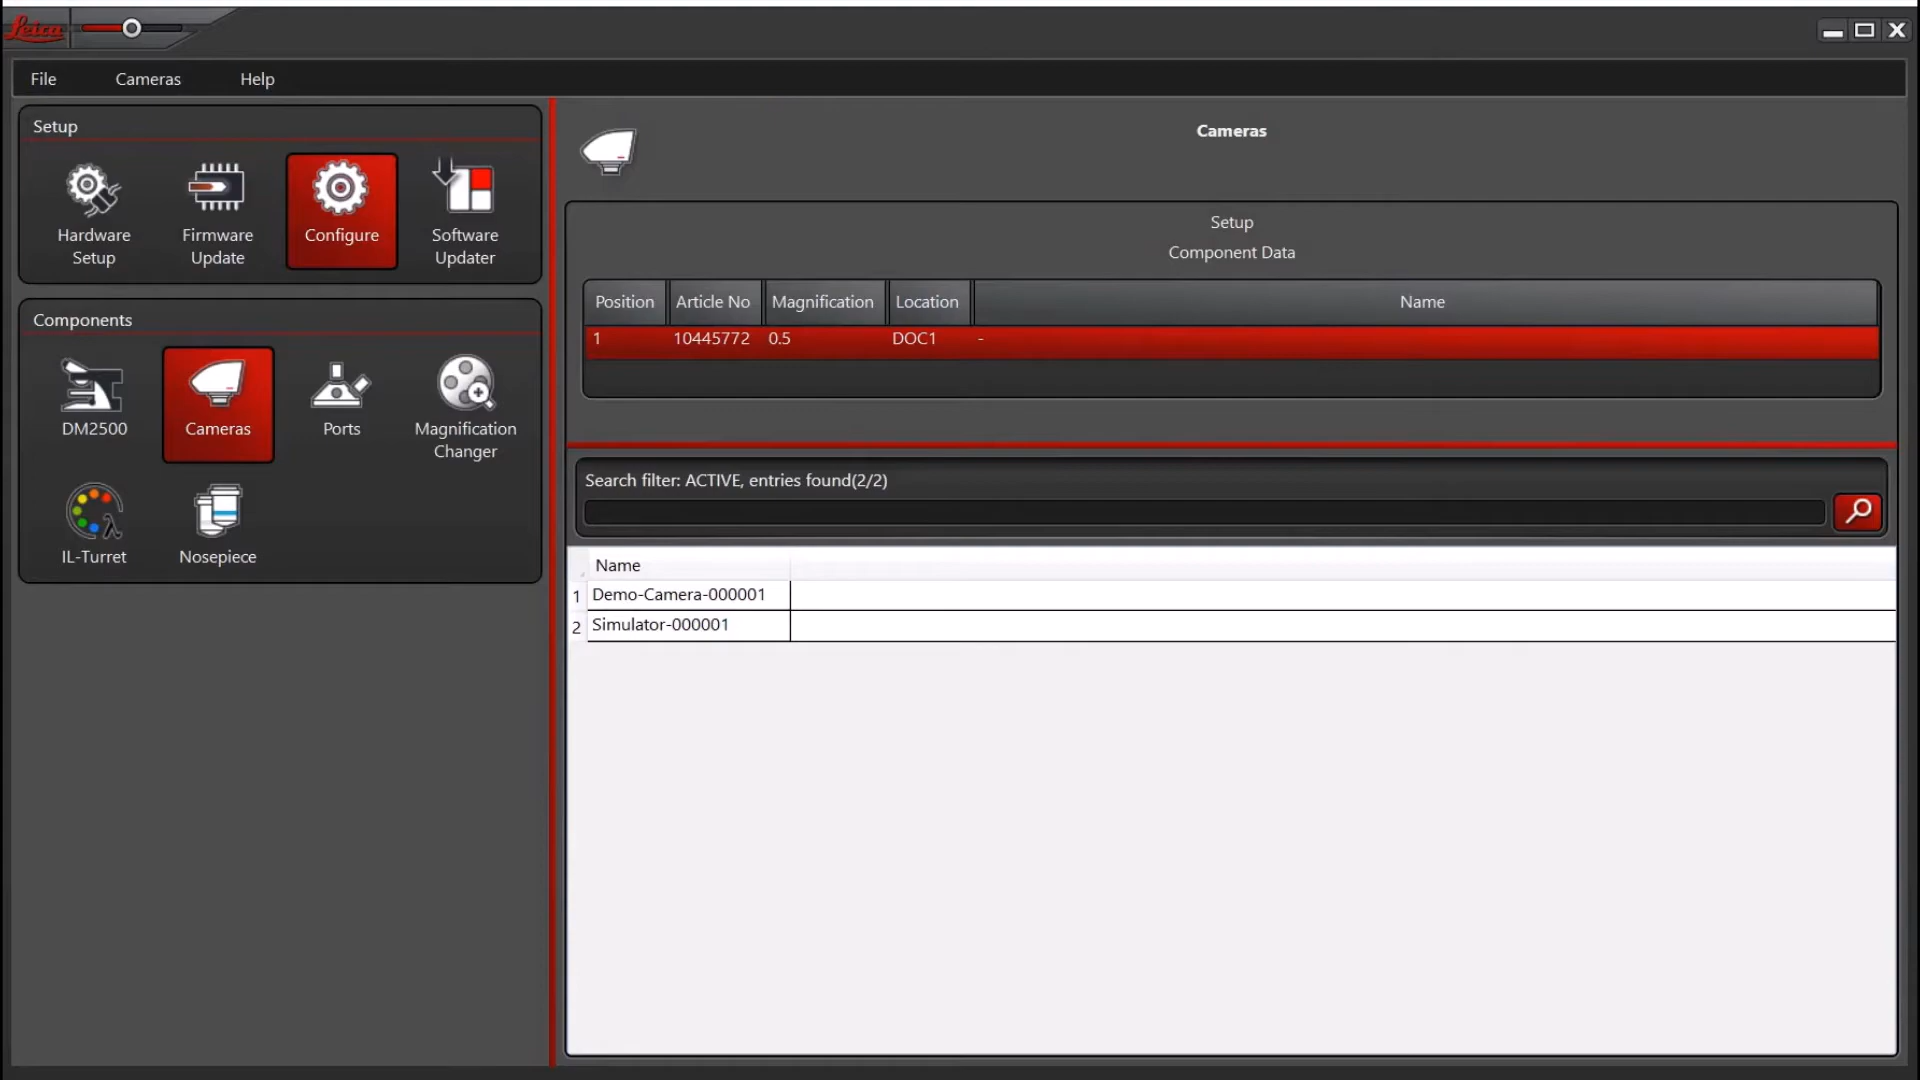 Leica
File Cameras Help
Setup
Hardware Setup
Firmware Update
Configure
Software Updater
Components
DM2500
Cameras
Ports
Magnification Changer
IL-Turret
Nosepiece
Cameras
Setup
Component Data
Position Article No Magnification Location Name
1 10445772 0.5 DOC1 -
Search filter: ACTIVE, entries found(2/2)
Name
1 Demo-Camera-000001
2 Simulator-000001